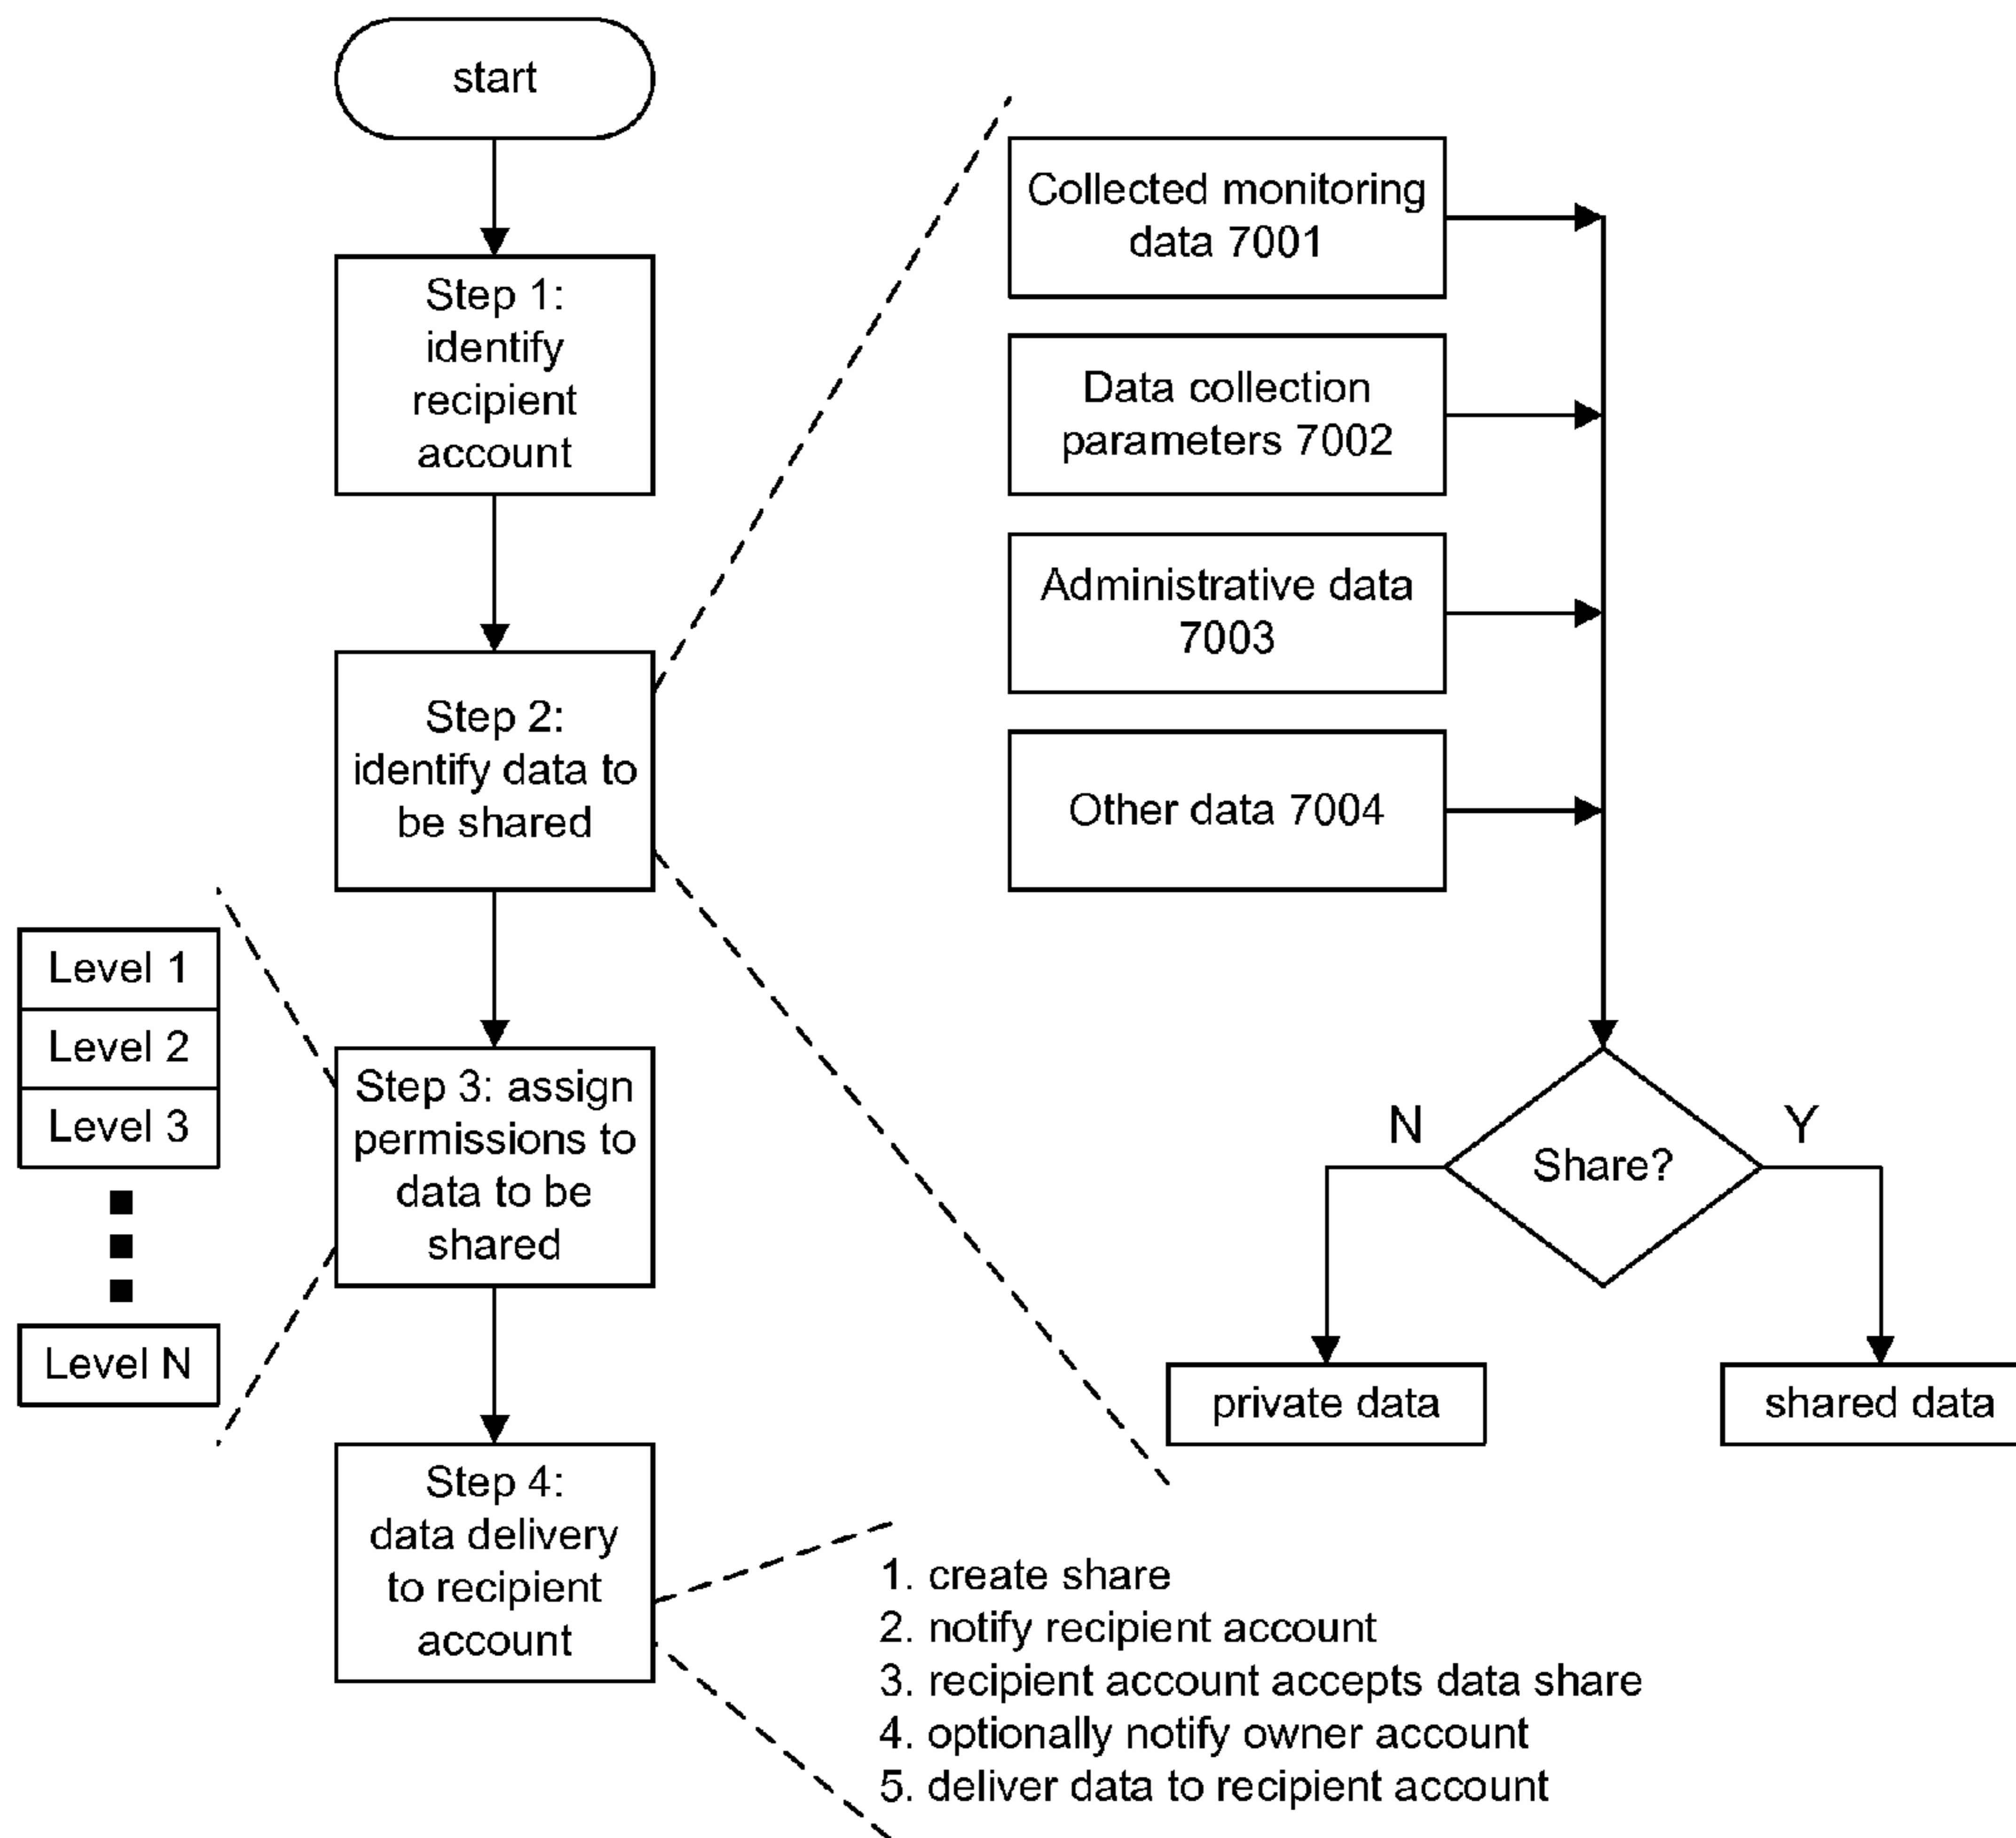 start
Step 1:
identify
recipient
account
Step 2:
identify data to
be shared
Step 3: assign
permissions to
data to be
shared
Step 4:
data delivery
to recipient
account
Level 1
Level 2
Level 3
Level N
Collected monitoring
data 7001
Data collection
parameters 7002
Administrative data
7003
Other data 7004
Share?
N
Y
private data
shared data
1. create share
2. notify recipient account
3. recipient account accepts data share
4. optionally notify owner account
5. deliver data to recipient account